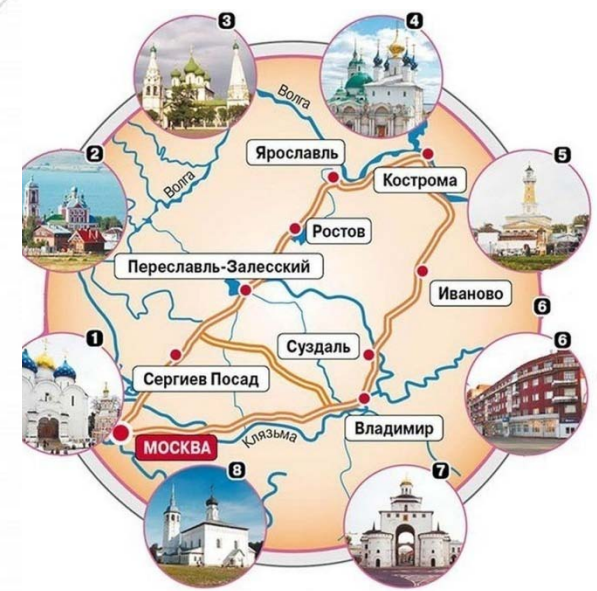 3
4
Волга
Ярославль
2
Кострома
5
Волга
Ростов
Переславль-Залесский
Иваново
6
1
Суздаль
6
Сергиев Посад
Владимир
МОСКВА
Клязьма
8
7